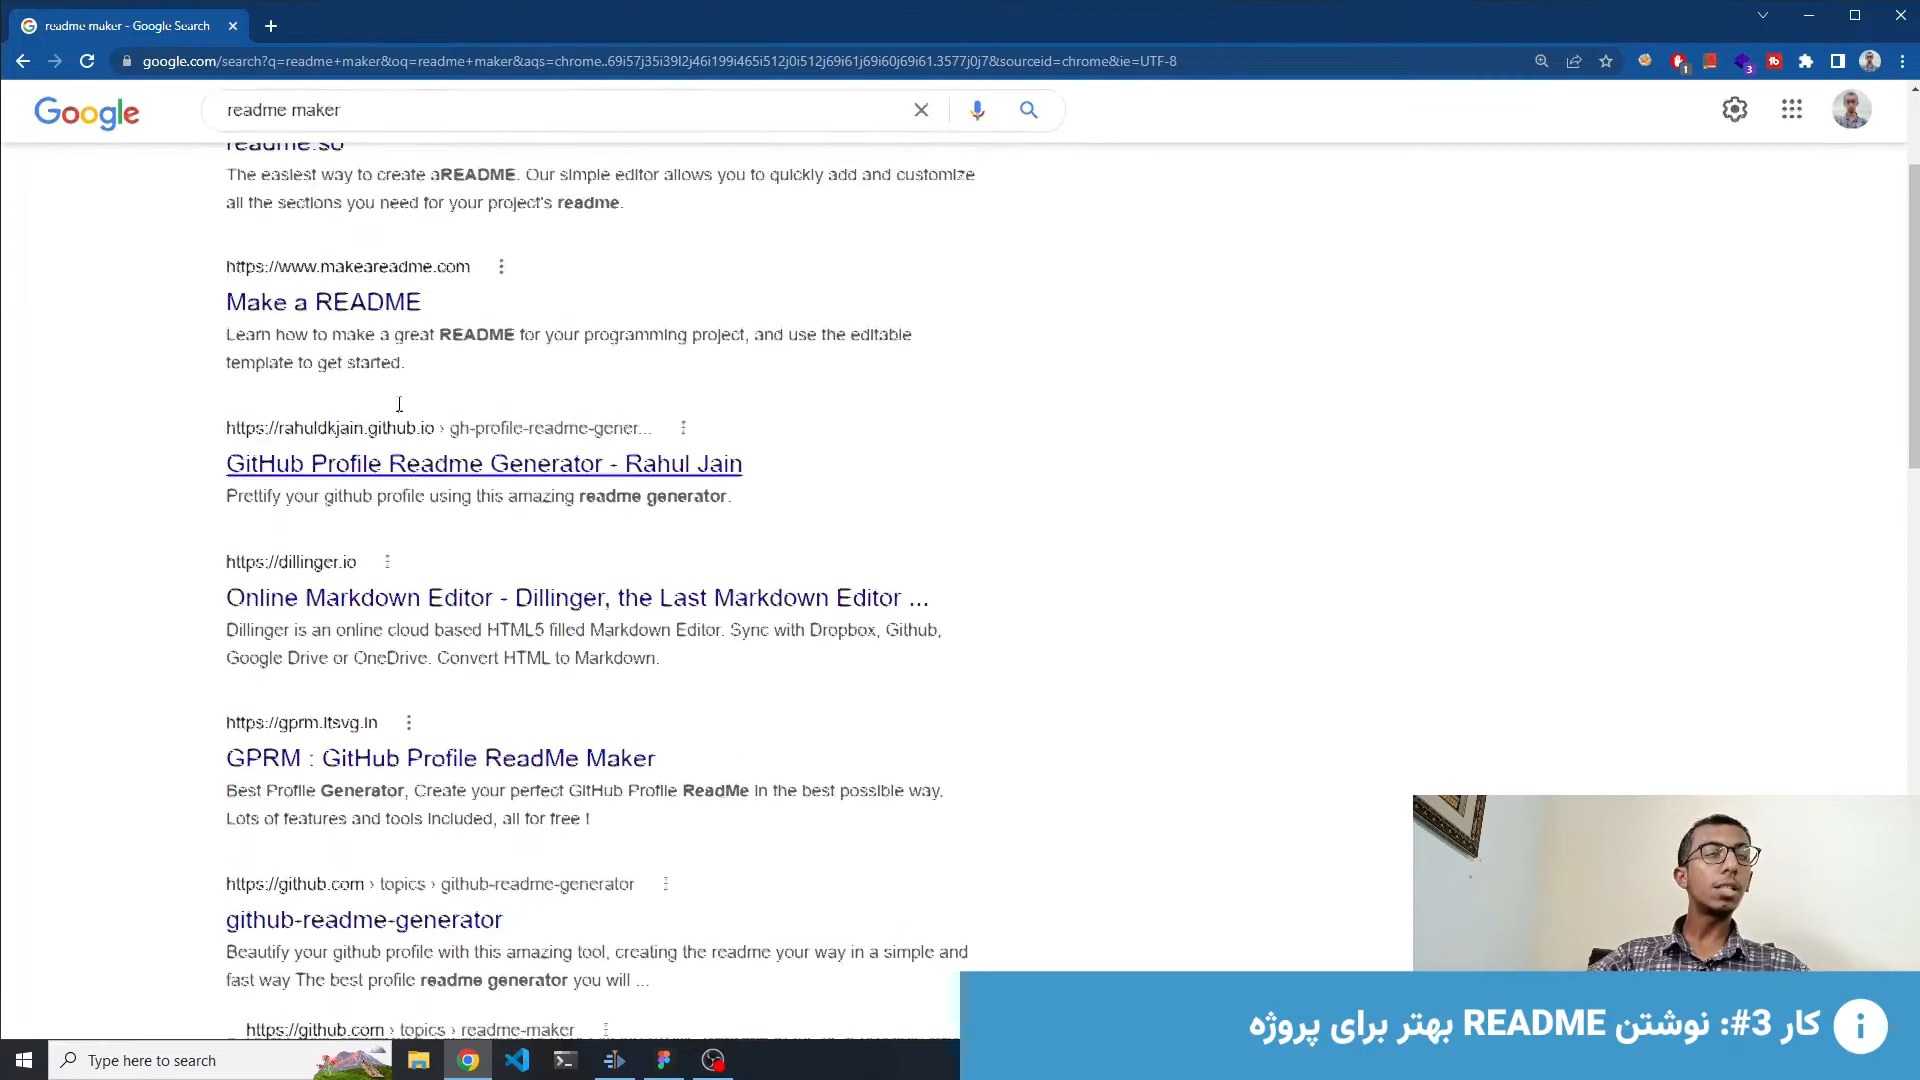 readme maker - Google Search
google.com/search?q=readme+maker&oq=readme+maker&aqs=chrome..69i57j35i39l2j46i199i465i512j0i512j69i61j69i60j69i61.3577j0j7&sourceid=chrome&ie=UTF-8
1
3
Google
readme maker
readme.so
The easiest way to create aREADME. Our simple editor allows you to quickly add and customize
all the sections you need for your project's readme.
https://www.makeareadme.com
Make a README
Learn how to make a great README for your programming project, and use the editable
template to get started.
https://rahuldkjain.github.io › gh-profile-readme-gener...
GitHub Profile Readme Generator - Rahul Jain
Prettify your github profile using this amazing readme generator.
https://dillinger.io
Online Markdown Editor - Dillinger, the Last Markdown Editor ...
Dillinger is an online cloud based HTML5 filled Markdown Editor. Sync with Dropbox, Github,
Google Drive or OneDrive. Convert HTML to Markdown.
https://gprm.itsvg.in
GPRM : GitHub Profile ReadMe Maker
Best Profile Generator, Create your perfect GitHub Profile ReadMe in the best possible way.
Lots of features and tools included, all for free !
https://github.com › topics › github-readme-generator
github-readme-generator
Beautify your github profile with this amazing tool, creating the readme your way in a simple and
fast way The best profile readme generator you will ...
https://github.com › topics › readme-maker
کار 3#: نوشتن README بهتر برای پروژه
Type here to search